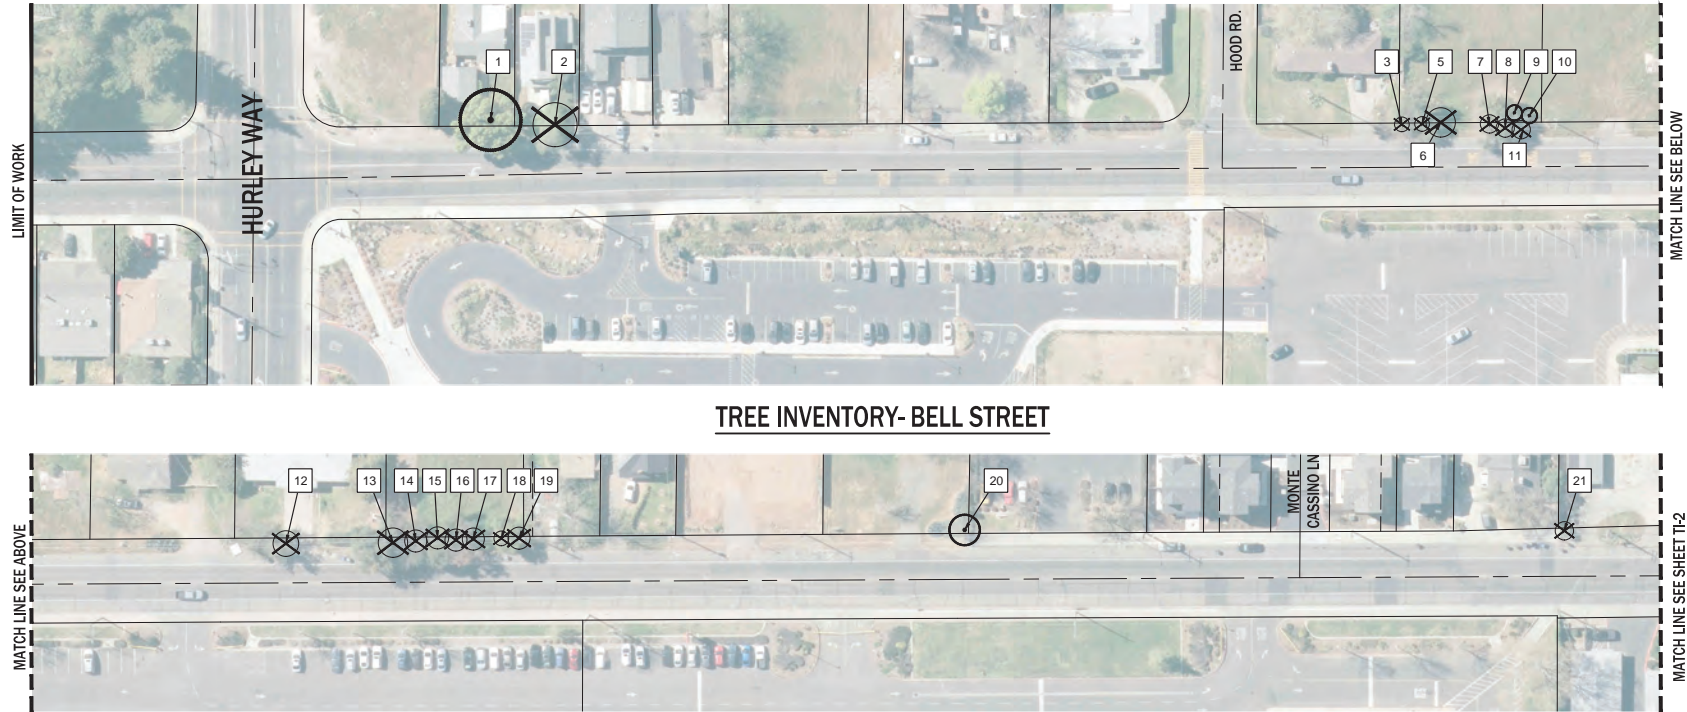 HOOD RD.
1 2 3 5 7 8 9 10
6 11
HURLEY WAY
LIMIT OF WORK
MATCH LINE SEE BELOW
TREE INVENTORY- BELL STREET
12 13 14 15 16 17 18 19 20 21
MONTE
CASSINO LN
MATCH LINE SEE ABOVE
MATCH LINE SEE SHEET TI-2